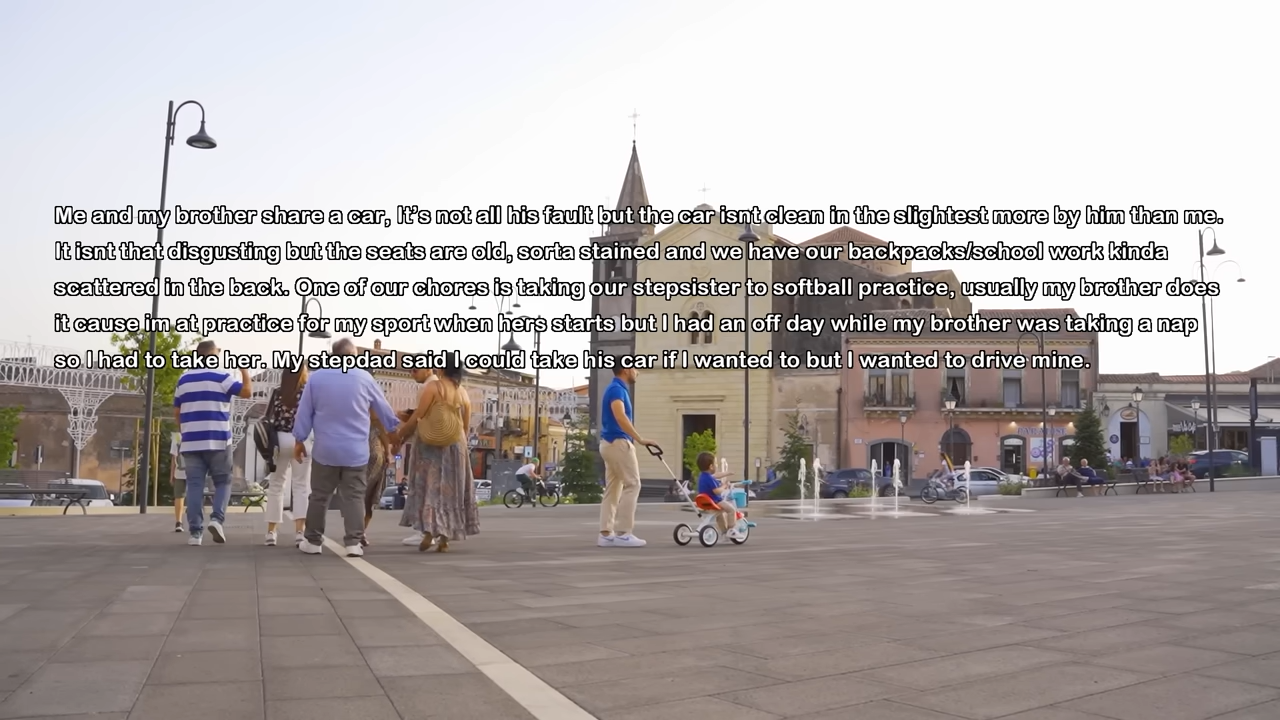 Me and my brother share a car, It's not all his fault but the car isnt clean in the slightest more by him than me.
It isnt that disgusting but the seats are old, sorta stained and we have our backpacks/school work kinda
scattered in the back. One of our chores is taking our stepsister to softball practice, usually my brother does
it cause im at practice for my sport when hers starts but I had an off day while my brother was taking a nap
so I had to take her. My stepdad said I could take his car if I wanted to but I wanted to drive mine.